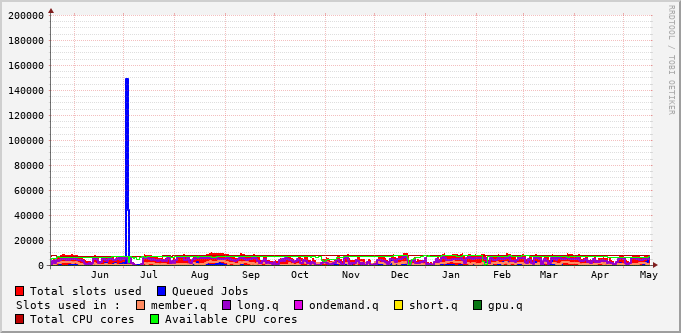 200000
180000
160000
140000
120000
100000
80000
60000
40000
20000
0
Jun Jul Aug Sep Oct Nov Dec Jan Feb Mar Apr May
Total slots used Queued Jobs
Slots used in : member.q long.q ondemand.q short.q gpu.q
Total CPU cores Available CPU cores
RRDTOOL / TOBI OETIKER